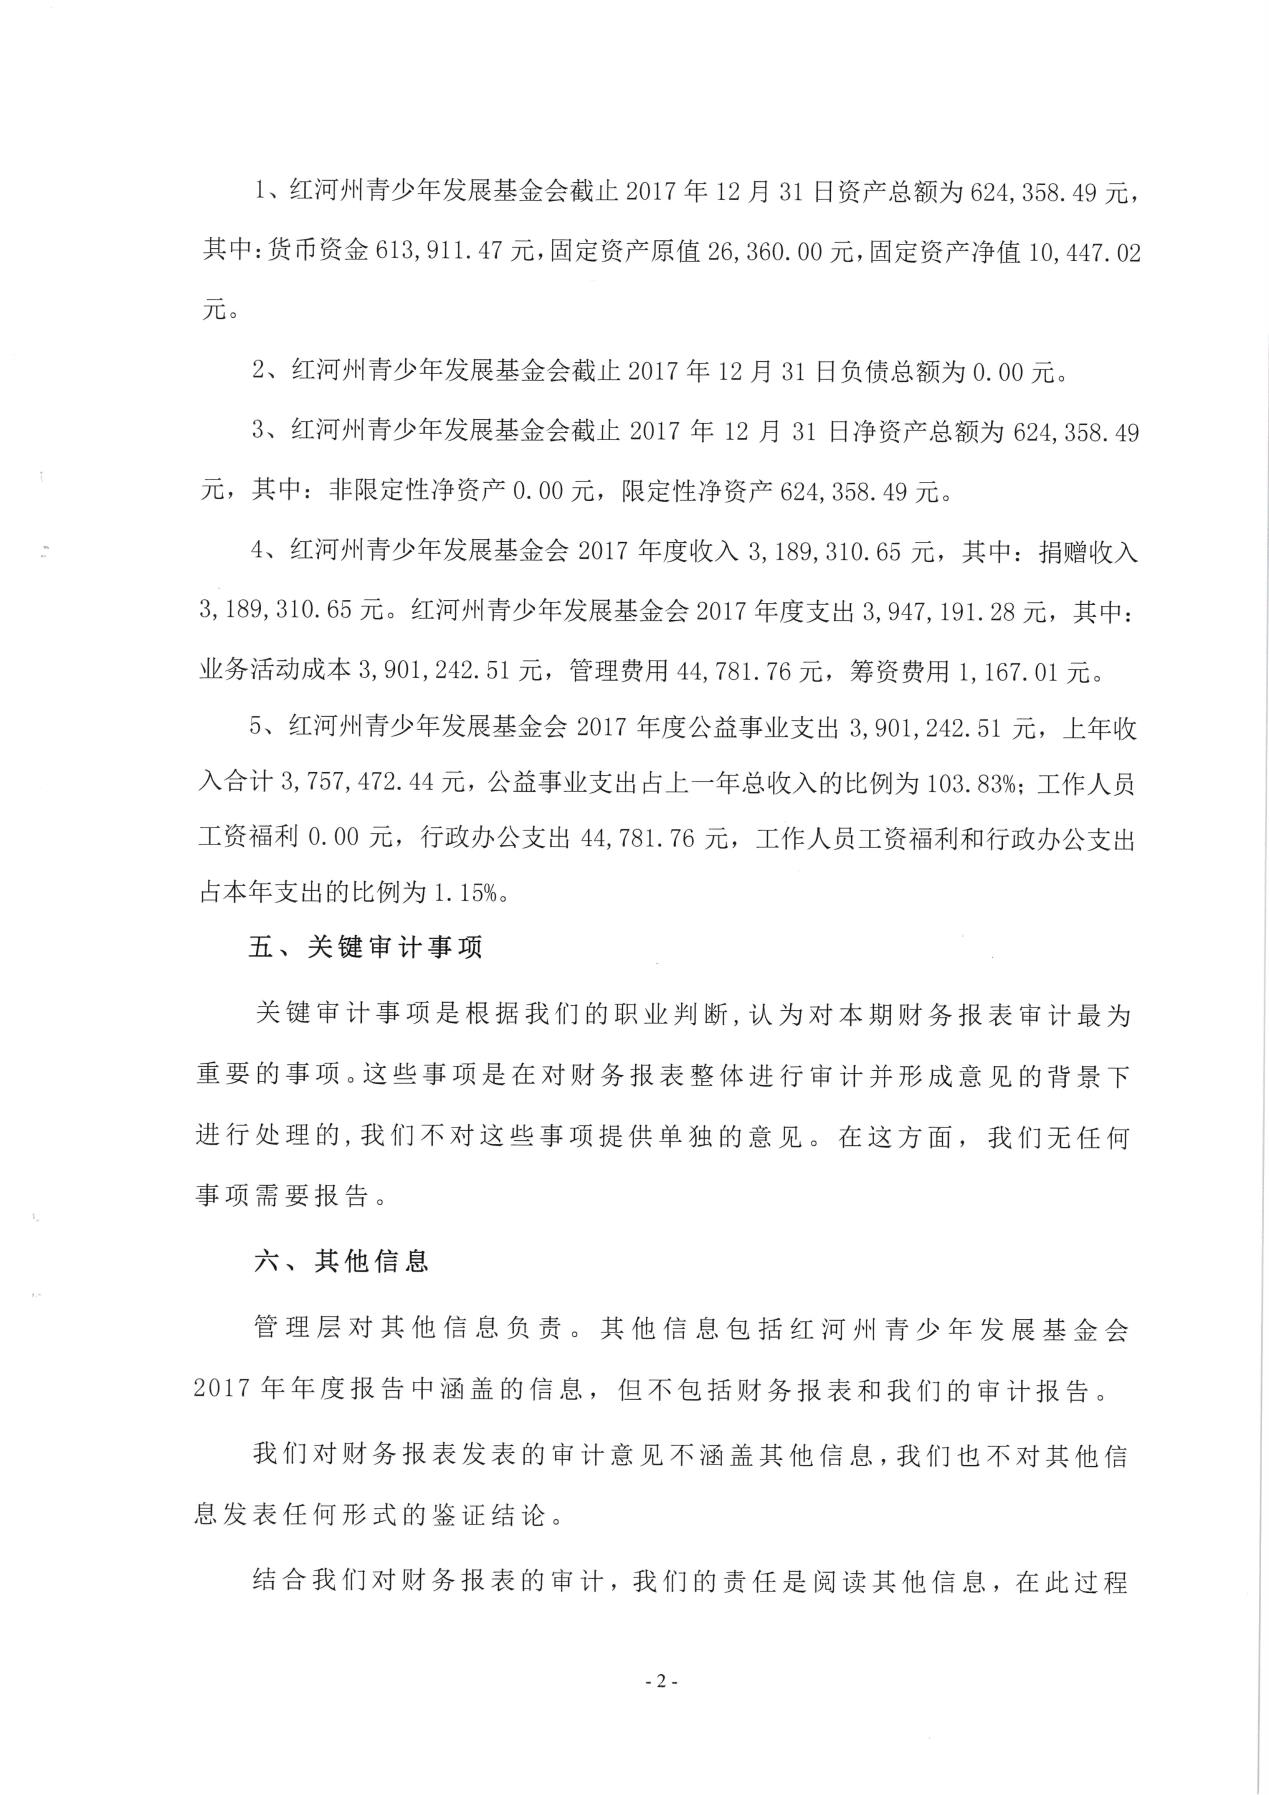 1、红河州青少年发展基金会截止 2017 年 12 月 31 日资产总额为 624,358.49 元，
其中：货币资金 613,911.47 元，固定资产原值 26,360.00 元，固定资产净值 10,447.02
元。
2、红河州青少年发展基金会截止 2017 年 12 月 31 日负债总额为 0.00 元。
3、红河州青少年发展基金会截止 2017 年 12 月 31 日净资产总额为 624,358.49
元，其中：非限定性净资产 0.00 元，限定性净资产 624,358.49 元。
4、红河州青少年发展基金会 2017 年度收入 3,189,310.65 元，其中：捐赠收入
3,189,310.65 元。红河州青少年发展基金会 2017 年度支出 3,947,191.28 元，其中：
业务活动成本 3,901,242.51 元，管理费用 44,781.76 元，筹资费用 1,167.01 元。
5、红河州青少年发展基金会 2017 年度公益事业支出 3,901,242.51 元，上年收
入合计 3,757,472.44 元，公益事业支出占上一年总收入的比例为 103.83%；工作人员
工资福利 0.00 元，行政办公支出 44,781.76 元，工作人员工资福利和行政办公支出
占本年支出的比例为 1.15%。
五、关键审计事项
关键审计事项是根据我们的职业判断，认为对本期财务报表审计最为
重要的事项。这些事项是在对财务报表整体进行审计并形成意见的背景下
进行处理的，我们不对这些事项提供单独的意见。在这方面，我们无任何
事项需要报告。
六、其他信息
管理层对其他信息负责。其他信息包括红河州青少年发展基金会
2017 年年度报告中涵盖的信息，但不包括财务报表和我们的审计报告。
我们对财务报表发表的审计意见不涵盖其他信息，我们也不对其他信
息发表任何形式的鉴证结论。
结合我们对财务报表的审计，我们的责任是阅读其他信息，在此过程
- 2 -